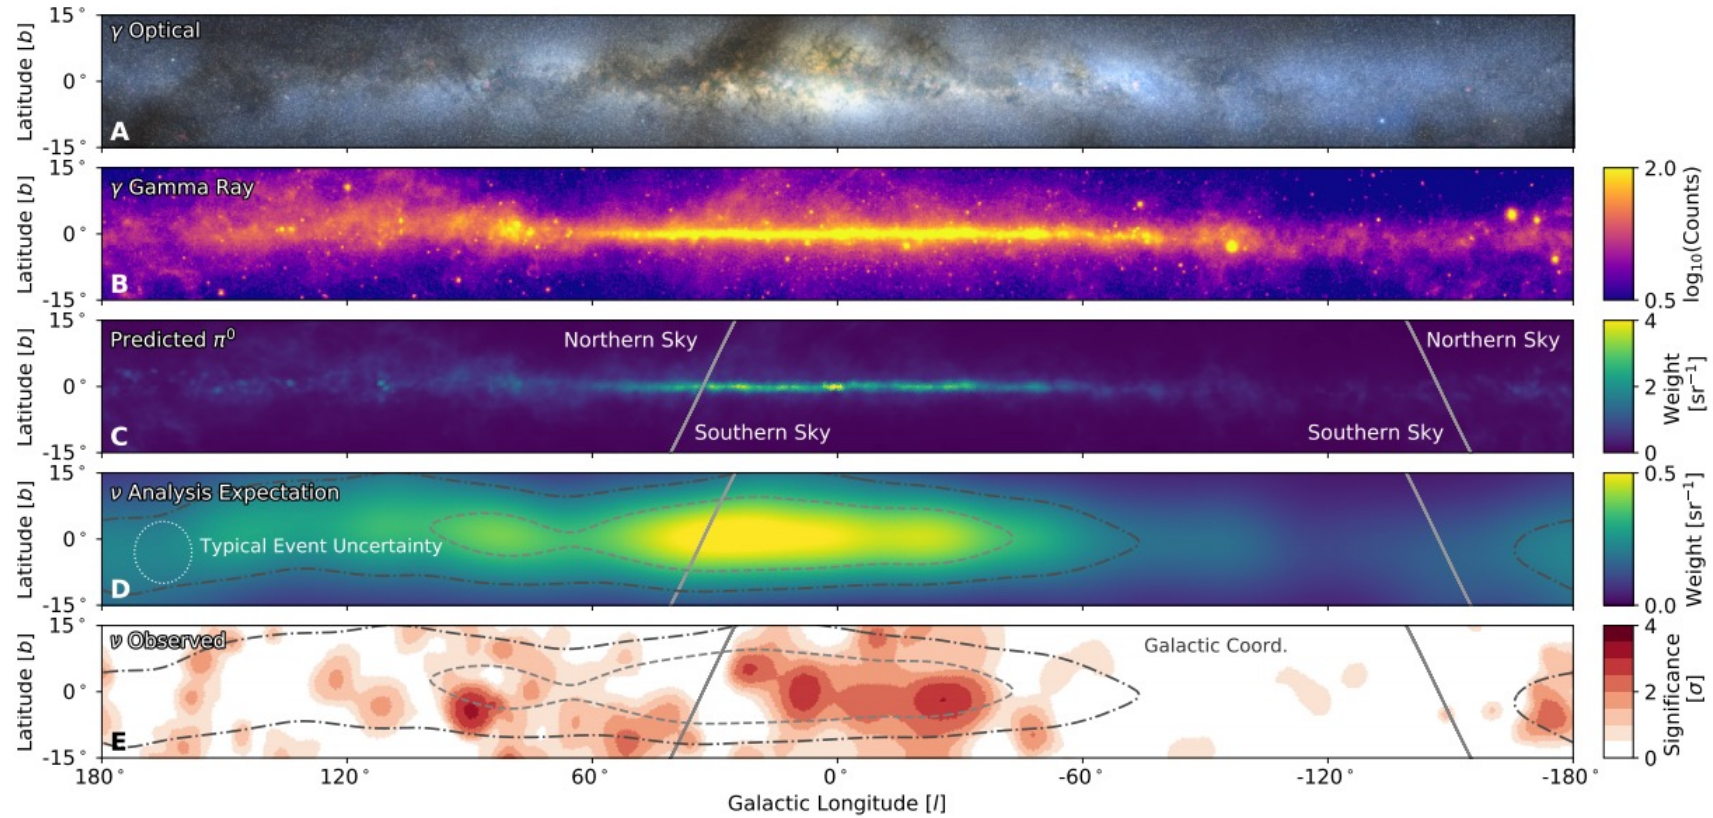 15°
γ Optical
Latitude [b]
0°
A
-15°
15°
γ Gamma Ray
Latitude [b]
0°
B
-15°
2.0
log₁₀(Counts)
0.5
15°
Predicted π⁰
Northern Sky
Northern Sky
Latitude [b]
0°
C
Southern Sky
Southern Sky
-15°
4
2
0
Weight
[sr⁻¹]
15°
ν Analysis Expectation
Latitude [b]
0°
Typical Event Uncertainty
D
-15°
0.5
0.0
Weight [sr⁻¹]
15°
ν Observed
Galactic Coord.
Latitude [b]
0°
E
-15°
4
2
0
Significance
[σ]
180° 120° 60° 0° -60° -120° -180°
Galactic Longitude [l]